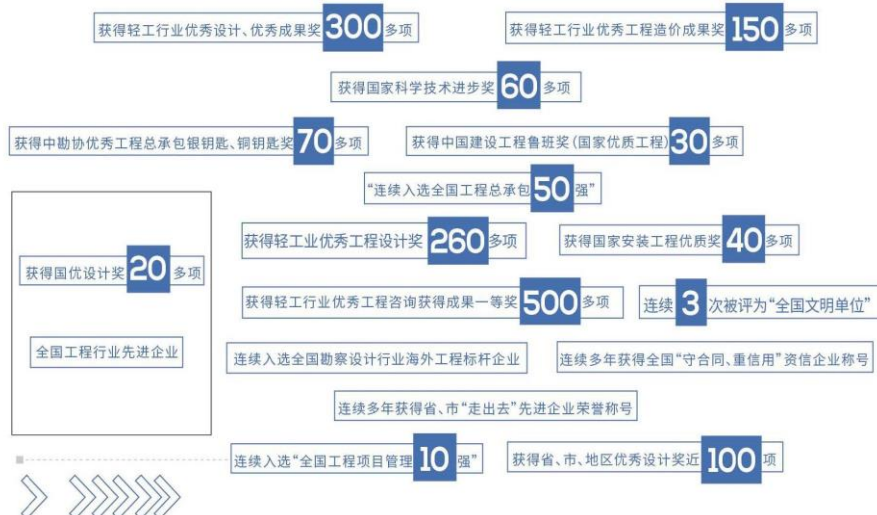 获得轻工行业优秀设计、优秀成果奖300多项
获得轻工行业优秀工程造价成果奖150多项
获得国家科学技术进步奖60多项
获得中勘协优秀工程总承包银钥匙、铜钥匙奖70多项
获得中国建设工程鲁班奖(国家优质工程)30多项
“连续入选全国工程总承包50强”
获得轻工业优秀工程设计奖260多项
获得国家安装工程优质奖40多项
获得国优设计奖20多项
获得轻工行业优秀工程咨询获得成果一等奖500多项
连续3次被评为“全国文明单位”
全国工程行业先进企业
连续入选全国勘察设计行业海外工程标杆企业
连续多年获得全国“守合同、重信用”资信企业称号
连续多年获得省、市“走出去”先进企业荣誉称号
连续入选“全国工程项目管理10强”
获得省、市、地区优秀设计奖近100项